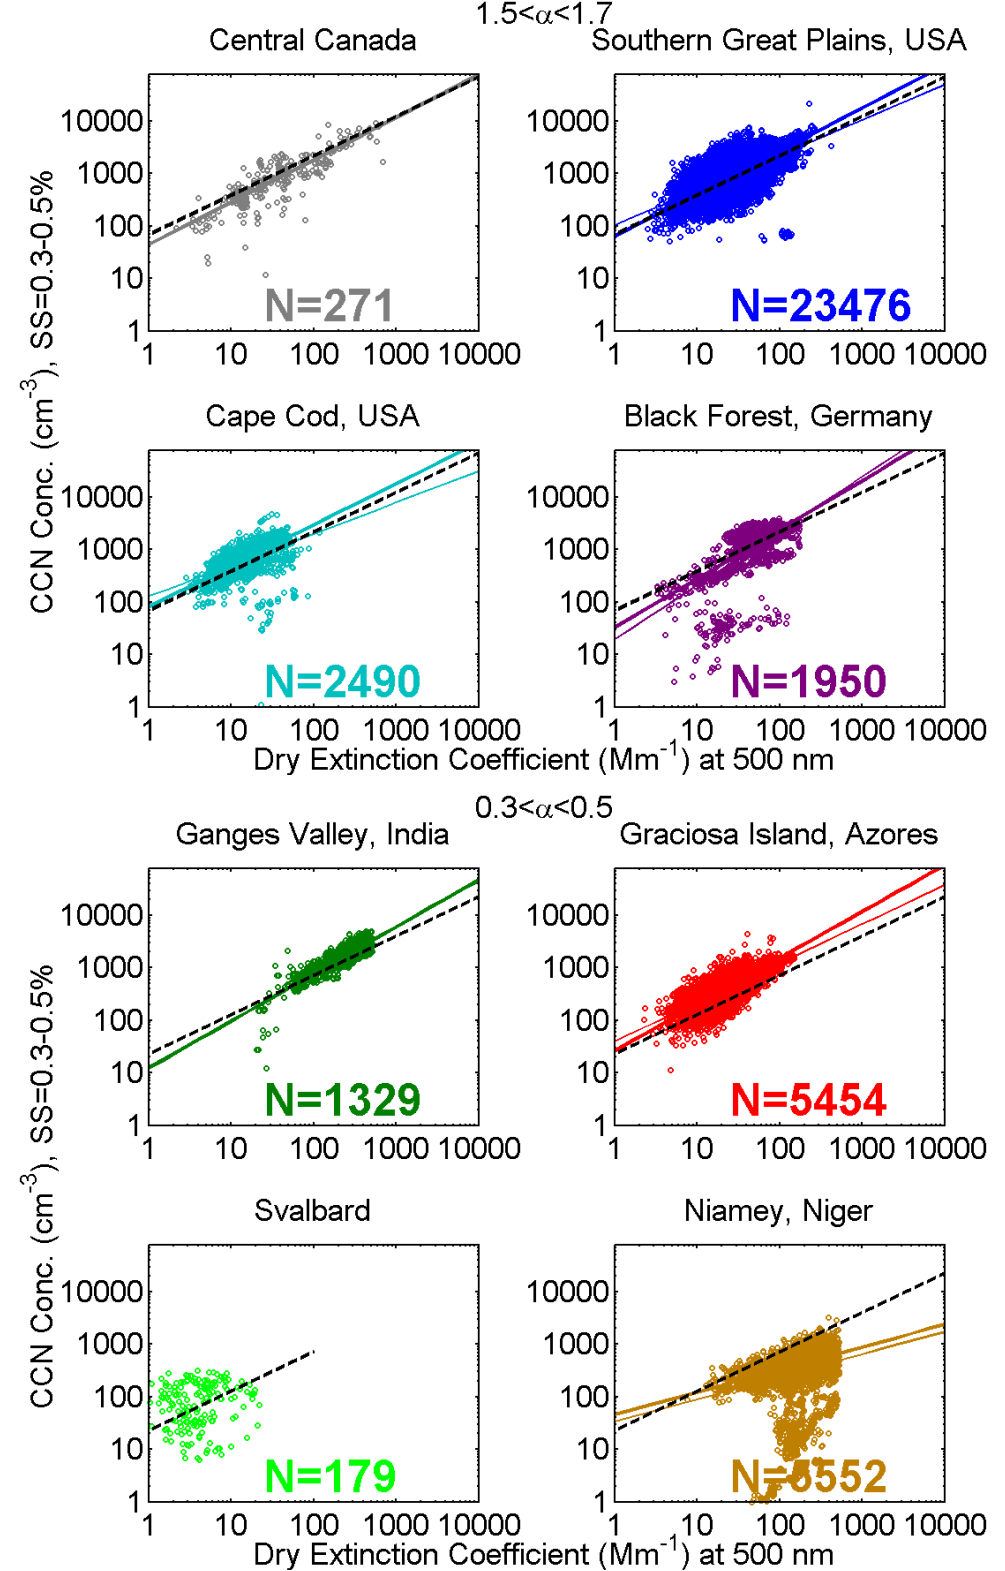 1.5<α<1.7
Central Canada
Southern Great Plains, USA
10000
1000
100
10
1
1 10 100 1000 10000
N=271
10000
1000
100
10
1
1 10 100 1000 10000
N=23476
Cape Cod, USA
Black Forest, Germany
10000
1000
100
10
1
1 10 100 1000 10000
N=2490
10000
1000
100
10
1
1 10 100 1000 10000
N=1950
CCN Conc. (cm-3), SS=0.3-0.5%
Dry Extinction Coefficient (Mm-1) at 500 nm
0.3<α<0.5
Ganges Valley, India
Graciosa Island, Azores
10000
1000
100
10
1
1 10 100 1000 10000
N=1329
10000
1000
100
10
1
1 10 100 1000 10000
N=5454
Svalbard
Niamey, Niger
10000
1000
100
10
1
1 10 100 1000 10000
N=179
10000
1000
100
10
1
1 10 100 1000 10000
CCN Conc. (cm-3), SS=0.3-0.5%
Dry Extinction Coefficient (Mm-1) at 500 nm